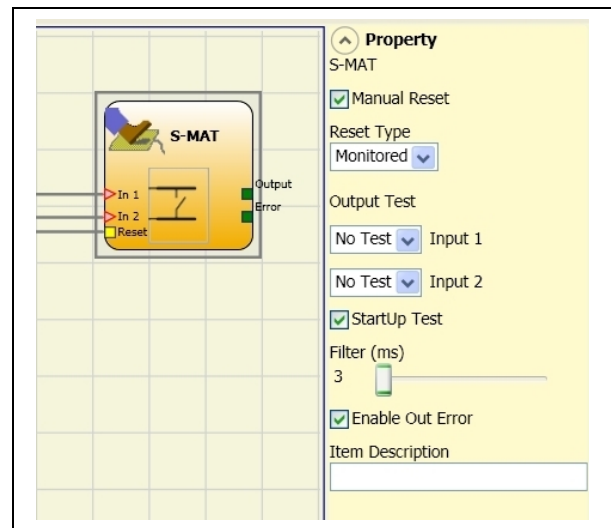 S-MAT
In 1
In 2
Reset
Output
Error
Property
S-MAT
Manual Reset
Reset Type
Monitored
Output Test
No Test Input 1
No Test Input 2
StartUp Test
Filter (ms)
3
Enable Out Error
Item Description